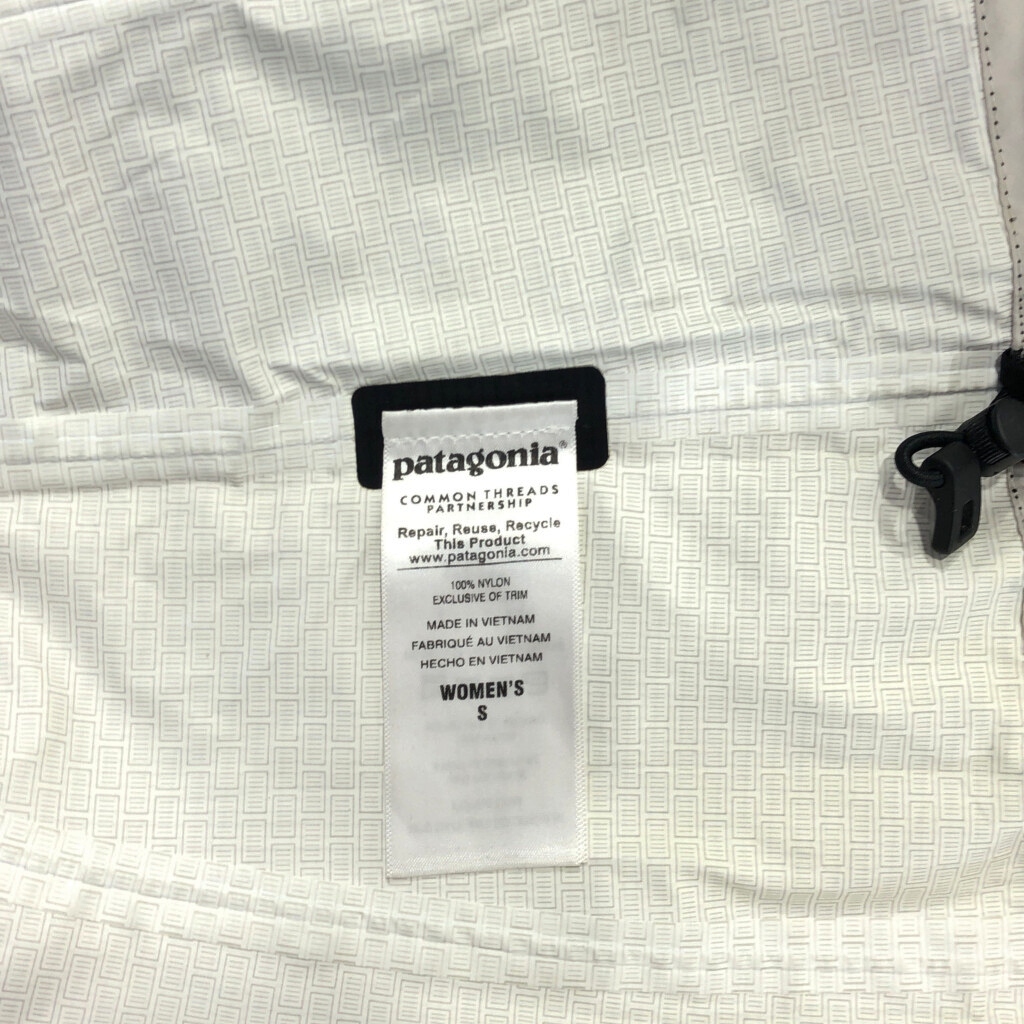 patagonia®
COMMON THREADS
PARTNERSHIP
Repair, Reuse, Recycle
This Product
www.patagonia.com
100% NYLON
EXCLUSIVE OF TRIM
MADE IN VIETNAM
FABRIQUÉ AU VIETNAM
HECHO EN VIETNAM
WOMEN'S
S